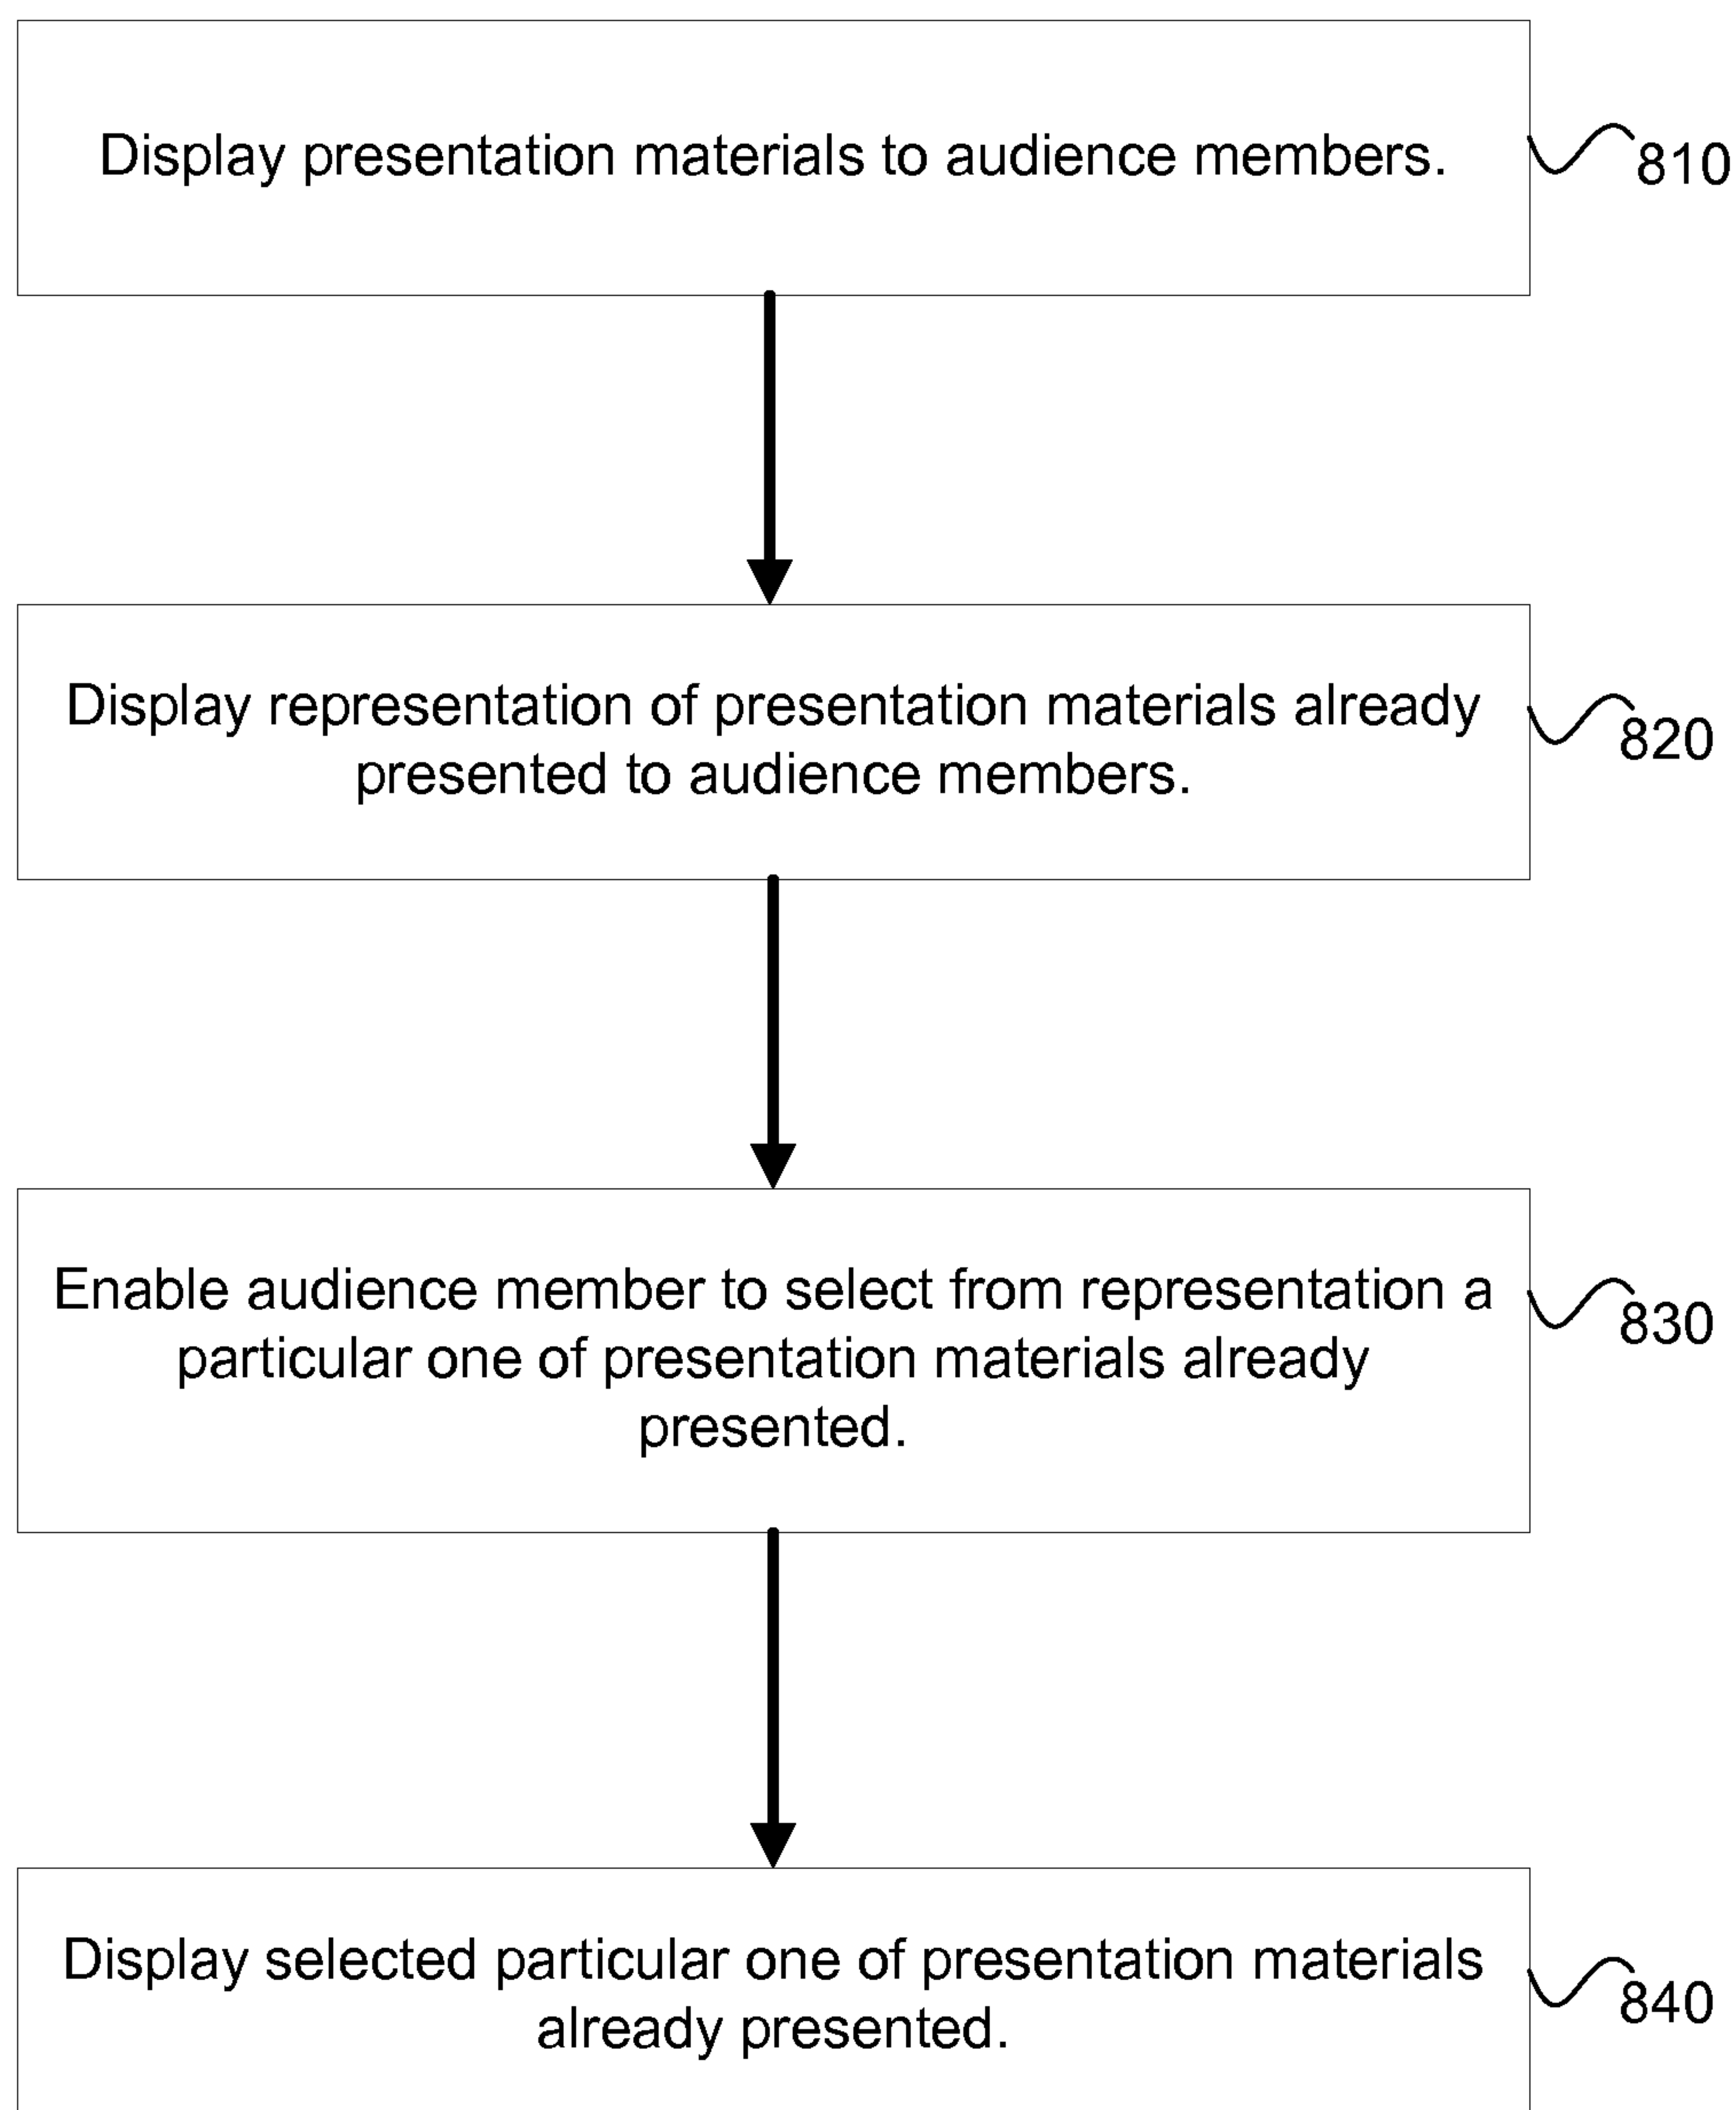 Display presentation materials to audience members.
810
Display representation of presentation materials already
presented to audience members.
820
Enable audience member to select from representation a
particular one of presentation materials already
presented.
830
Display selected particular one of presentation materials
already presented.
840